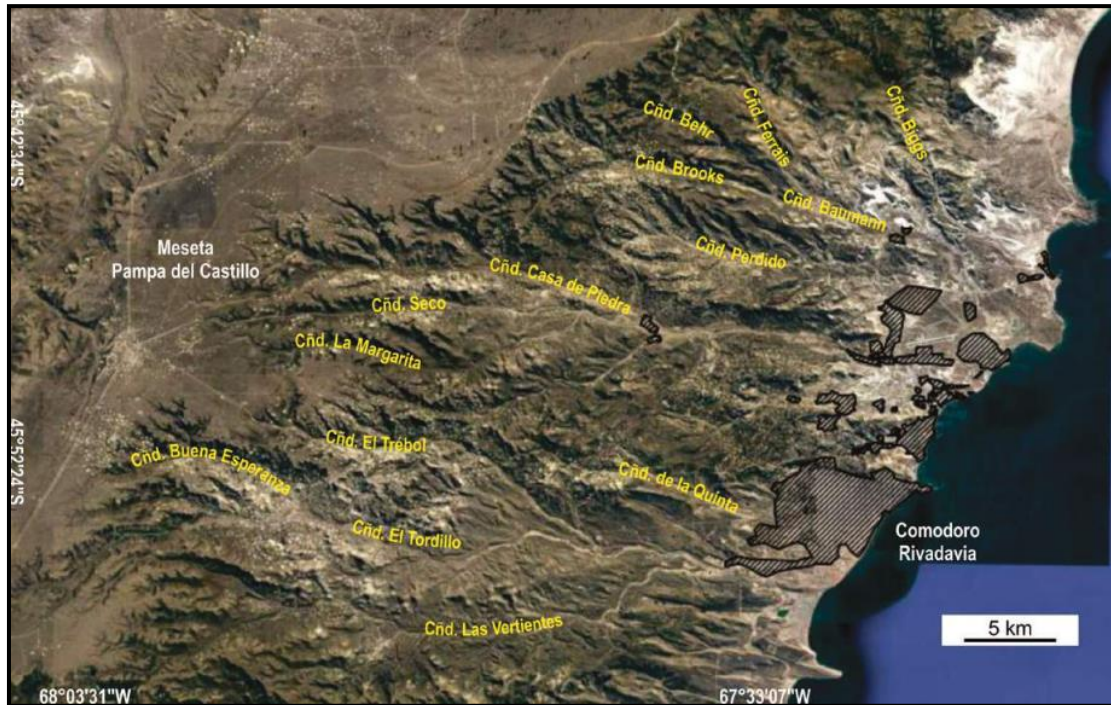 45°42'34"S
Cñd. Behr
Cñd. Ferrais
Cñd. Biggs
Cñd. Brooks
Cñd. Baumann
Meseta
Pampa del Castillo
Cñd. Perdido
Cñd. Casa de Piedra
Cñd. Seco
Cñd. La Margarita
45°52'24"S
Cñd. Buena Esperanza
Cñd. El Trébol
Cñd. de la Quinta
Cñd. El Tordillo
Comodoro
Rivadavia
Cñd. Las Vertientes
5 km
68°03'31"W
67°33'07"W